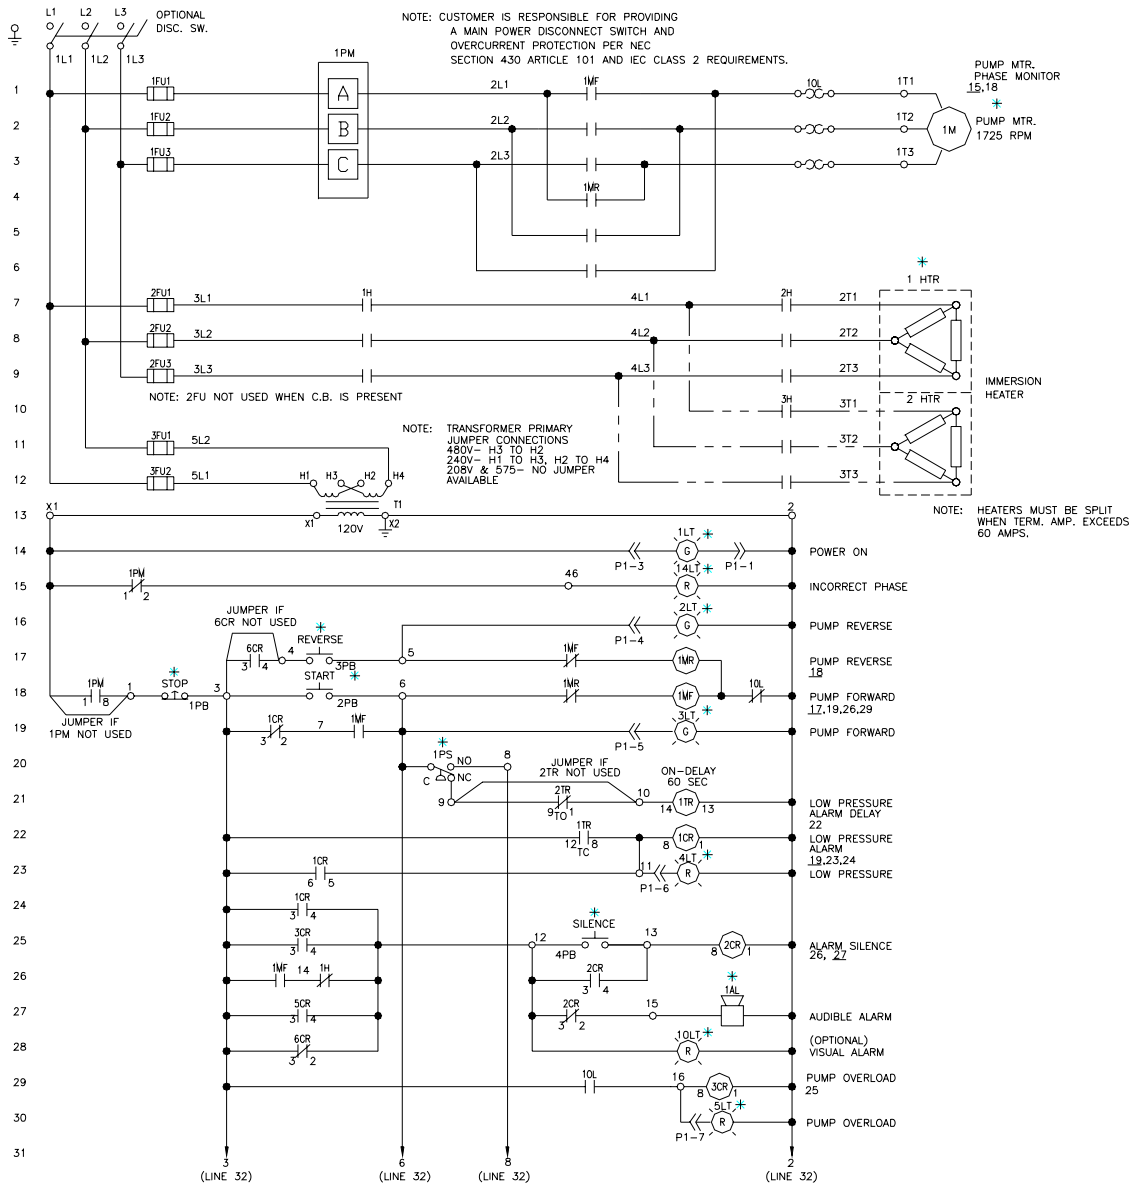 L1 L2 L3 OPTIONAL
DISC. SW.
1L1 1L2 1L3
NOTE: CUSTOMER IS RESPONSIBLE FOR PROVIDING
A MAIN POWER DISCONNECT SWITCH AND
OVERCURRENT PROTECTION PER NEC
SECTION 430 ARTICLE 101 AND IEC CLASS 2 REQUIREMENTS.
1PM
PUMP MTR.
PHASE MONITOR
15,18
1 1FU1 A 2L1 1MF 1OL 1T1
2 1FU2 B 2L2 1T2 1M PUMP MTR.
1725 RPM
3 1FU3 C 2L3 1T3
4 1MR
5
6
1 HTR
7 2FU1 3L1 1H 4L1 2H 2T1
8 2FU2 3L2 4L2 2T2
9 2FU3 3L3 4L3 2T3
IMMERSION
HEATER
NOTE: 2FU NOT USED WHEN C.B. IS PRESENT
10 3H 3T1 2 HTR
11 3FU1 5L2 3T2
NOTE: TRANSFORMER PRIMARY
JUMPER CONNECTIONS
480V- H3 TO H2
240V- H1 TO H3, H2 TO H4
208V & 575- NO JUMPER
AVAILABLE
12 3FU2 5L1 H1 H3 H2 H4 3T3
T1
13 X1 X1 120V X2 2
NOTE: HEATERS MUST BE SPLIT
WHEN TERM. AMP. EXCEEDS
60 AMPS.
1LT
14 P1-3 G P1-1 POWER ON
14LT
15 1PM 1 2 46 R INCORRECT PHASE
2LT
16 P1-4 G PUMP REVERSE
JUMPER IF
6CR NOT USED
REVERSE
17 6CR 3 4 4 3PB 5 1MF 1MR PUMP REVERSE
18
START
18 1PM 1 8 1 STOP 1PB 3 2PB 6 1MR 1MF 1OL PUMP FORWARD
17,19,26,29
JUMPER IF
1PM NOT USED
3LT
19 1CR 3 2 7 1MF P1-5 G PUMP FORWARD
20 1PS NO C NC 8
JUMPER IF
2TR NOT USED
ON-DELAY
60 SEC
21 9 2TR 9 TO 1 10 14 1TR 13 LOW PRESSURE
ALARM DELAY
22
22 1TR 12 8 TC 8 1CR 1 LOW PRESSURE
ALARM
19,23,24
4LT
23 1CR 6 5 11 P1-6 R LOW PRESSURE
24 1CR 3 4
SILENCE
25 3CR 3 4 12 4PB 13 8 2CR 1 ALARM SILENCE
26, 27
26 1MF 14 1H 2CR 3 4
1AL
27 5CR 3 4 2CR 3 2 15 AUDIBLE ALARM
10LT
28 6CR 3 2 R (OPTIONAL)
VISUAL ALARM
29 1OL 16 8 3CR 1 PUMP OVERLOAD
25
5LT
30 P1-7 R PUMP OVERLOAD
31
3 6 8 2
(LINE 32) (LINE 32) (LINE 32) (LINE 32)